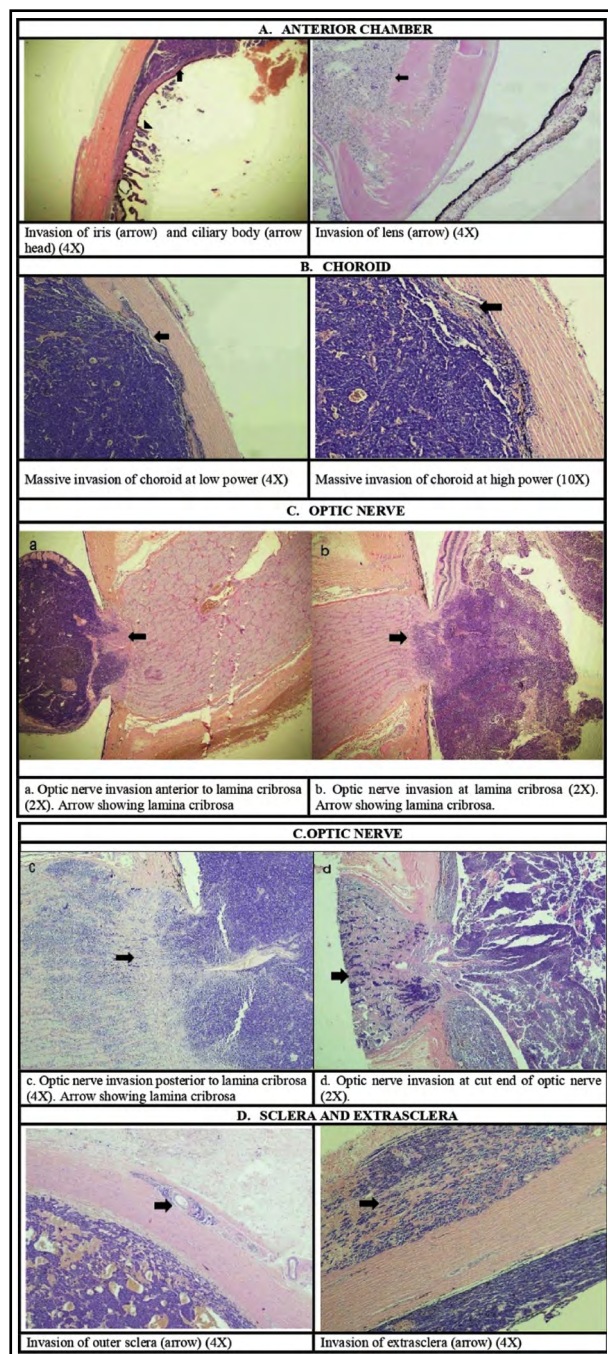 A. ANTERIOR CHAMBER
Invasion of iris (arrow) and ciliary body (arrow
head) (4X)
Invasion of lens (arrow) (4X)
B. CHOROID
Massive invasion of choroid at low power (4X)
Massive invasion of choroid at high power (10X)
C. OPTIC NERVE
a
b
a. Optic nerve invasion anterior to lamina cribrosa
(2X). Arrow showing lamina cribrosa
b. Optic nerve invasion at lamina cribrosa (2X).
Arrow showing lamina cribrosa.
C.OPTIC NERVE
c
d
c. Optic nerve invasion posterior to lamina cribrosa
(4X). Arrow showing lamina cribrosa
d. Optic nerve invasion at cut end of optic nerve
(2X).
D. SCLERA AND EXTRASCLERA
Invasion of outer sclera (arrow) (4X)
Invasion of extrasclera (arrow) (4X)